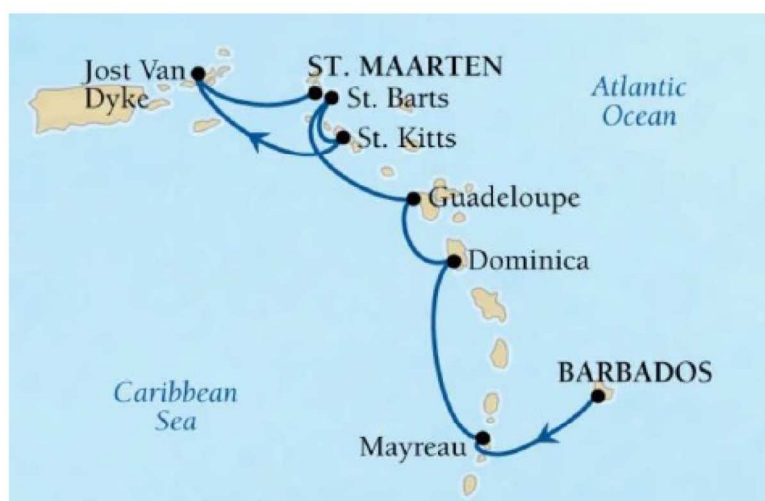 Jost Van
Dyke
ST. MAARTEN
St. Barts
St. Kitts
Atlantic
Ocean
Guadeloupe
Dominica
BARBADOS
Caribbean
Sea
Mayreau